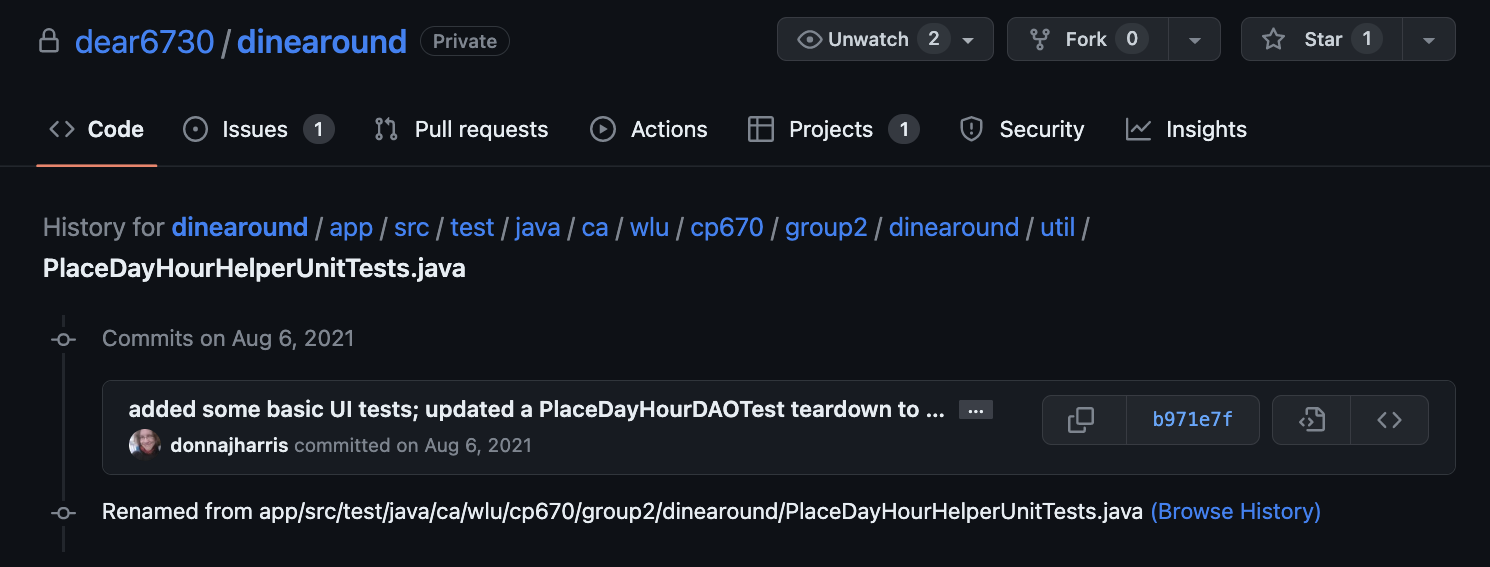 dear6730 / dinearound Private Unwatch 2 Fork 0 Star 1
Code Issues 1 Pull requests Actions Projects 1 Security Insights
History for dinearound / app / src / test / java / ca / wlu / cp670 / group2 / dinearound / util /
PlaceDayHourHelperUnitTests.java
Commits on Aug 6, 2021
added some basic UI tests; updated a PlaceDayHourDAOTest teardown to ... ...
b971e7f
donnajharris committed on Aug 6, 2021
Renamed from app/src/test/java/ca/wlu/cp670/group2/dinearound/PlaceDayHourHelperUnitTests.java (Browse History)